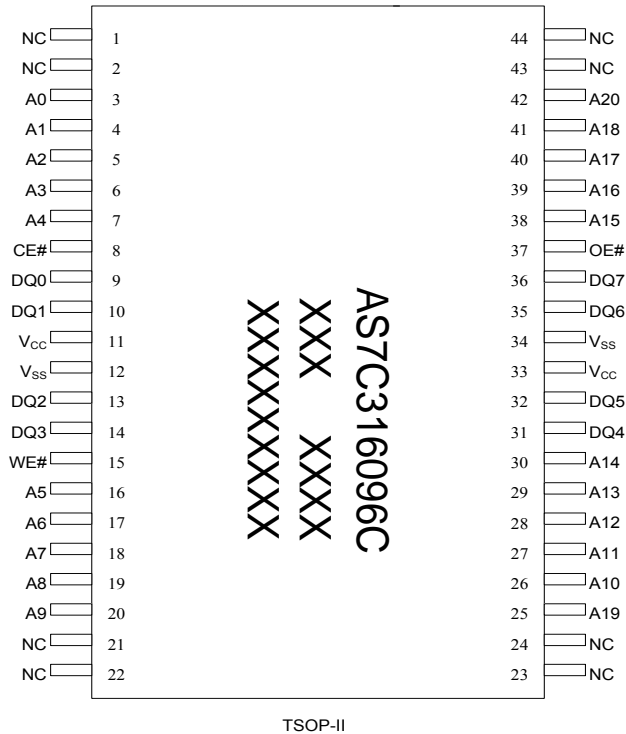 NC 1 44 NC
NC 2 43 NC
A0 3 42 A20
A1 4 41 A18
A2 5 40 A17
A3 6 39 A16
A4 7 38 A15
CE# 8 37 OE#
DQ0 9 36 DQ7
DQ1 10 35 DQ6
VCC 11 34 VSS
VSS 12 33 VCC
DQ2 13 32 DQ5
DQ3 14 31 DQ4
WE# 15 30 A14
A5 16 29 A13
A6 17 28 A12
A7 18 27 A11
A8 19 26 A10
A9 20 25 A19
NC 21 24 NC
NC 22 23 NC
AS7C316096C
XXX XXXX
XXXXXXXXX
TSOP-II